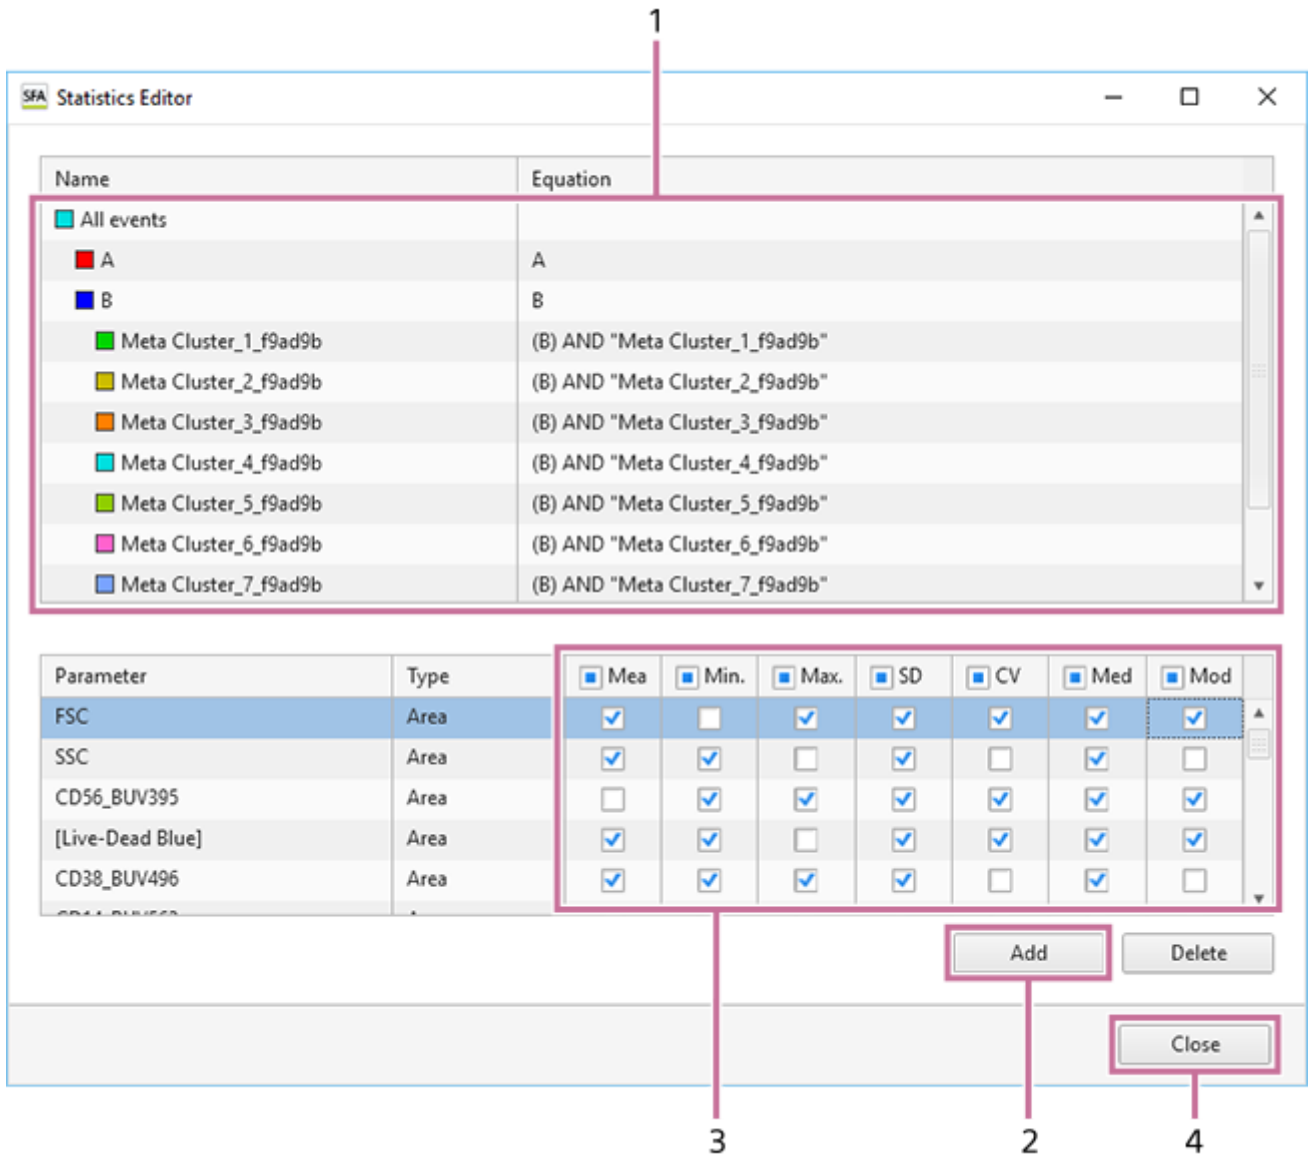 1
SFA Statistics Editor
Name Equation
All events
A A
B B
Meta Cluster_1_f9ad9b (B) AND "Meta Cluster_1_f9ad9b"
Meta Cluster_2_f9ad9b (B) AND "Meta Cluster_2_f9ad9b"
Meta Cluster_3_f9ad9b (B) AND "Meta Cluster_3_f9ad9b"
Meta Cluster_4_f9ad9b (B) AND "Meta Cluster_4_f9ad9b"
Meta Cluster_5_f9ad9b (B) AND "Meta Cluster_5_f9ad9b"
Meta Cluster_6_f9ad9b (B) AND "Meta Cluster_6_f9ad9b"
Meta Cluster_7_f9ad9b (B) AND "Meta Cluster_7_f9ad9b"
Parameter Type Mea Min. Max. SD CV Med Mod
FSC Area
SSC Area
CD56_BUV395 Area
[Live-Dead Blue] Area
CD38_BUV496 Area
Add Delete
Close
3 2 4